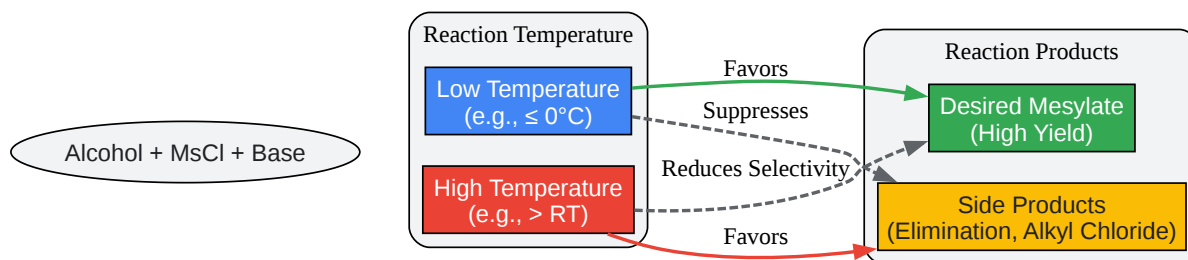 Alcohol + MsCl + Base
Reaction Temperature
Low Temperature
(e.g., ≤ 0°C)
High Temperature
(e.g., > RT)
Favors
Suppresses
Reduces Selectivity
Favors
Reaction Products
Desired Mesylate
(High Yield)
Side Products
(Elimination, Alkyl Chloride)